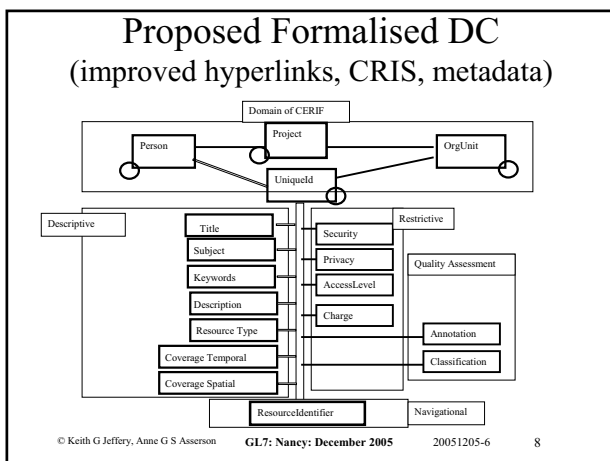 Proposed Formalised DC
(improved hyperlinks, CRIS, metadata)
Domain of CERIF
Person
Project
OrgUnit
UniqueId
Descriptive
Title
Subject
Keywords
Description
Resource Type
Coverage Temporal
Coverage Spatial
Restrictive
Security
Privacy
AccessLevel
Charge
Quality Assessment
Annotation
Classification
ResourceIdentifier
Navigational
© Keith G Jeffery, Anne G S Asserson GL7: Nancy: December 2005 20051205-6 8